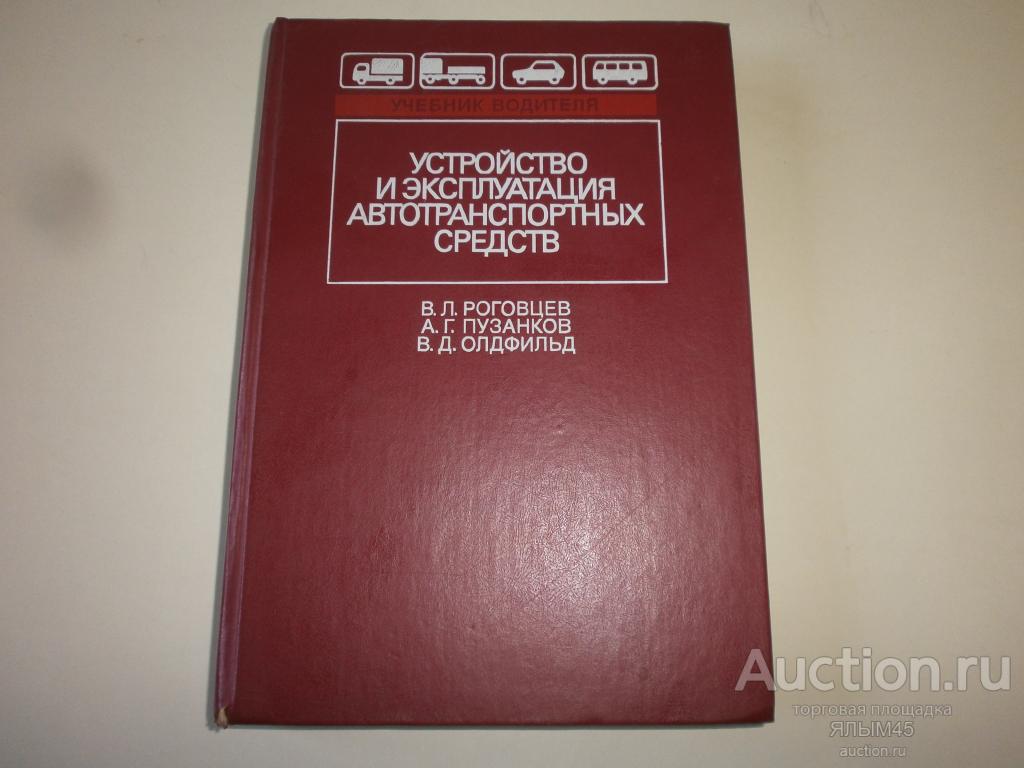 УЧЕБНИК ВОДИТЕЛЯ
УСТРОЙСТВО
И ЭКСПЛУАТАЦИЯ
АВТОТРАНСПОРТНЫХ
СРЕДСТВ
В. Л. РОГОВЦЕВ
А. Г. ПУЗАНКОВ
В. Д. ОЛДФИЛЬД
Auction.ru
торговая площадка
ЯЛЫМ45
auction.ru